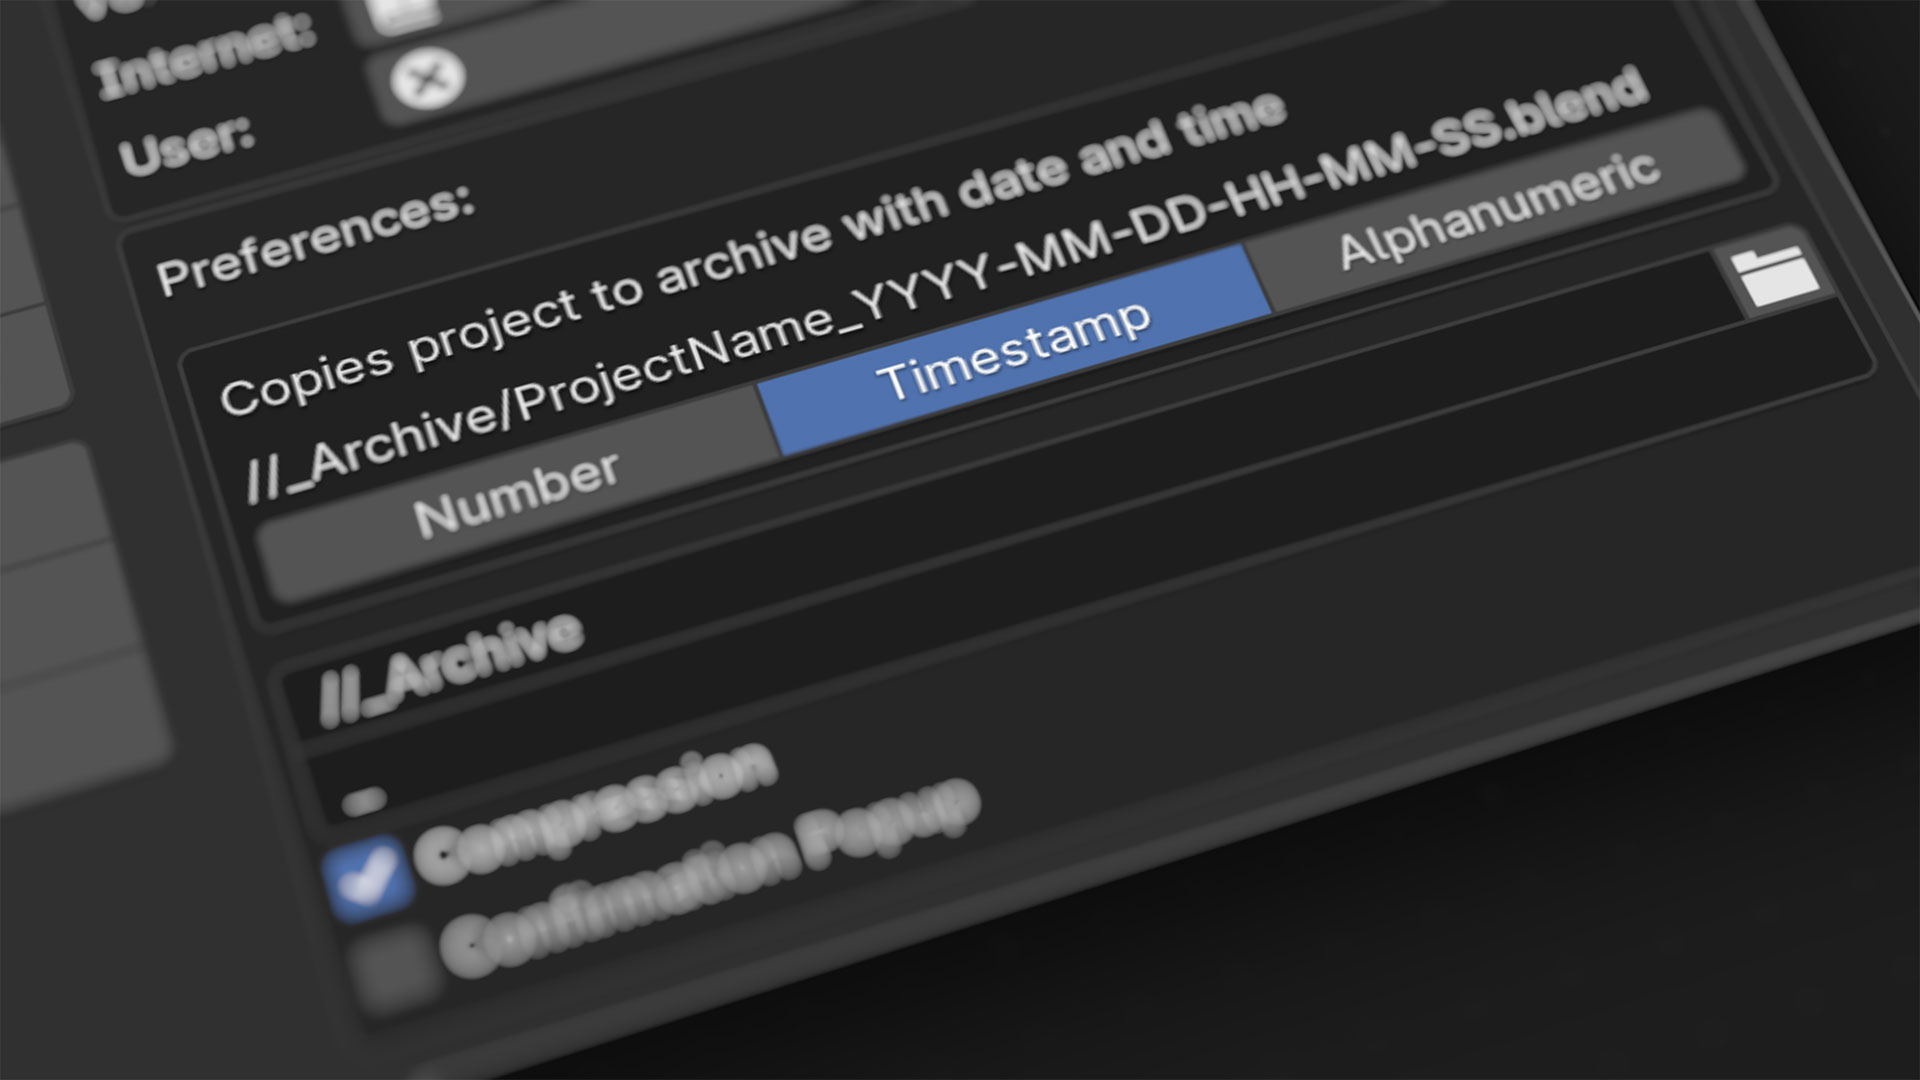 Internet:
User:
Preferences:
Copies project to archive with date and time
//_Archive/ProjectName_YYYY-MM-DD-HH-MM-SS.blend
Number Timestamp Alphanumeric
//_Archive
_
Compression
Confirmation Popup